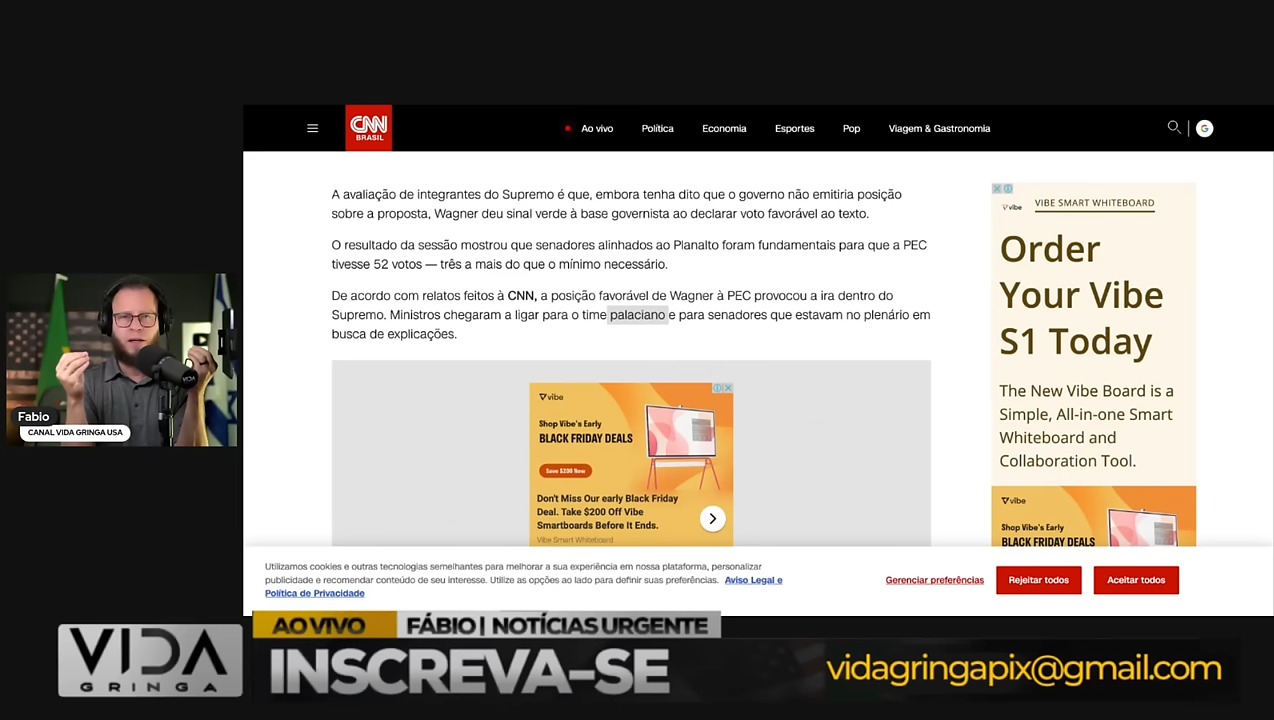 CNN
BRASIL
Ao vivo
Política
Economia
Esportes
Pop
Viagem & Gastronomia
G
A avaliação de integrantes do Supremo é que, embora tenha dito que o governo não emitiria posição
sobre a proposta, Wagner deu sinal verde à base governista ao declarar voto favorável ao texto.
O resultado da sessão mostrou que senadores alinhados ao Planalto foram fundamentais para que a PEC
tivesse 52 votos — três a mais do que o mínimo necessário.
De acordo com relatos feitos à CNN, a posição favorável de Wagner à PEC provocou a ira dentro do
Supremo. Ministros chegaram a ligar para o time palaciano e para senadores que estavam no plenário em
busca de explicações.
vibe
Shop Vibe's Early
BLACK FRIDAY DEALS
Save $200 Now
Don't Miss Our early Black Friday
Deal. Take $200 Off Vibe
Smartboards Before It Ends.
Vibe Smart Whiteboard
vibe
VIBE SMART WHITEBOARD
Order
Your Vibe
S1 Today
The New Vibe Board is a
Simple, All-in-one Smart
Whiteboard and
Collaboration Tool.
vibe
Shop Vibe's Early
BLACK FRIDAY DEALS
Fabio
CANAL VIDA GRINGA USA
Utilizamos cookies e outras tecnologias semelhantes para melhorar a sua experiência em nossa plataforma, personalizar
publicidade e recomendar conteúdo de seu interesse. Utilize as opções ao lado para definir suas preferências. Aviso Legal e
Política de Privacidade
Gerenciar preferências
Rejeitar todos
Aceitar todos
AO VIVO
FÁBIO | NOTÍCIAS URGENTE
VIDA
GRINGA
INSCREVA-SE
vidagringapix@gmail.com